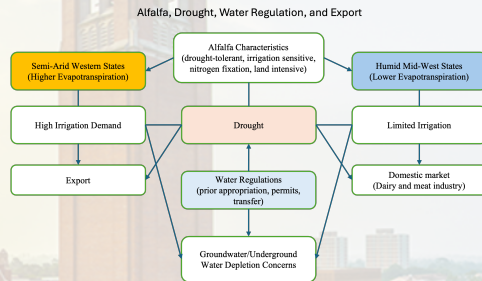 Alfalfa, Drought, Water Regulation, and Export
Alfalfa Characteristics
(drought-tolerant, irrigation sensitive,
nitrogen fixation, land intensive)
Semi-Arid Western States
(Higher Evapotranspiration)
Humid Mid-West States
(Lower Evapotranspiration)
High Irrigation Demand
Drought
Limited Irrigation
Export
Water Regulations
(prior appropriation, permits,
transfer)
Domestic market
(Dairy and meat industry)
Groundwater/Underground
Water Depletion Concerns